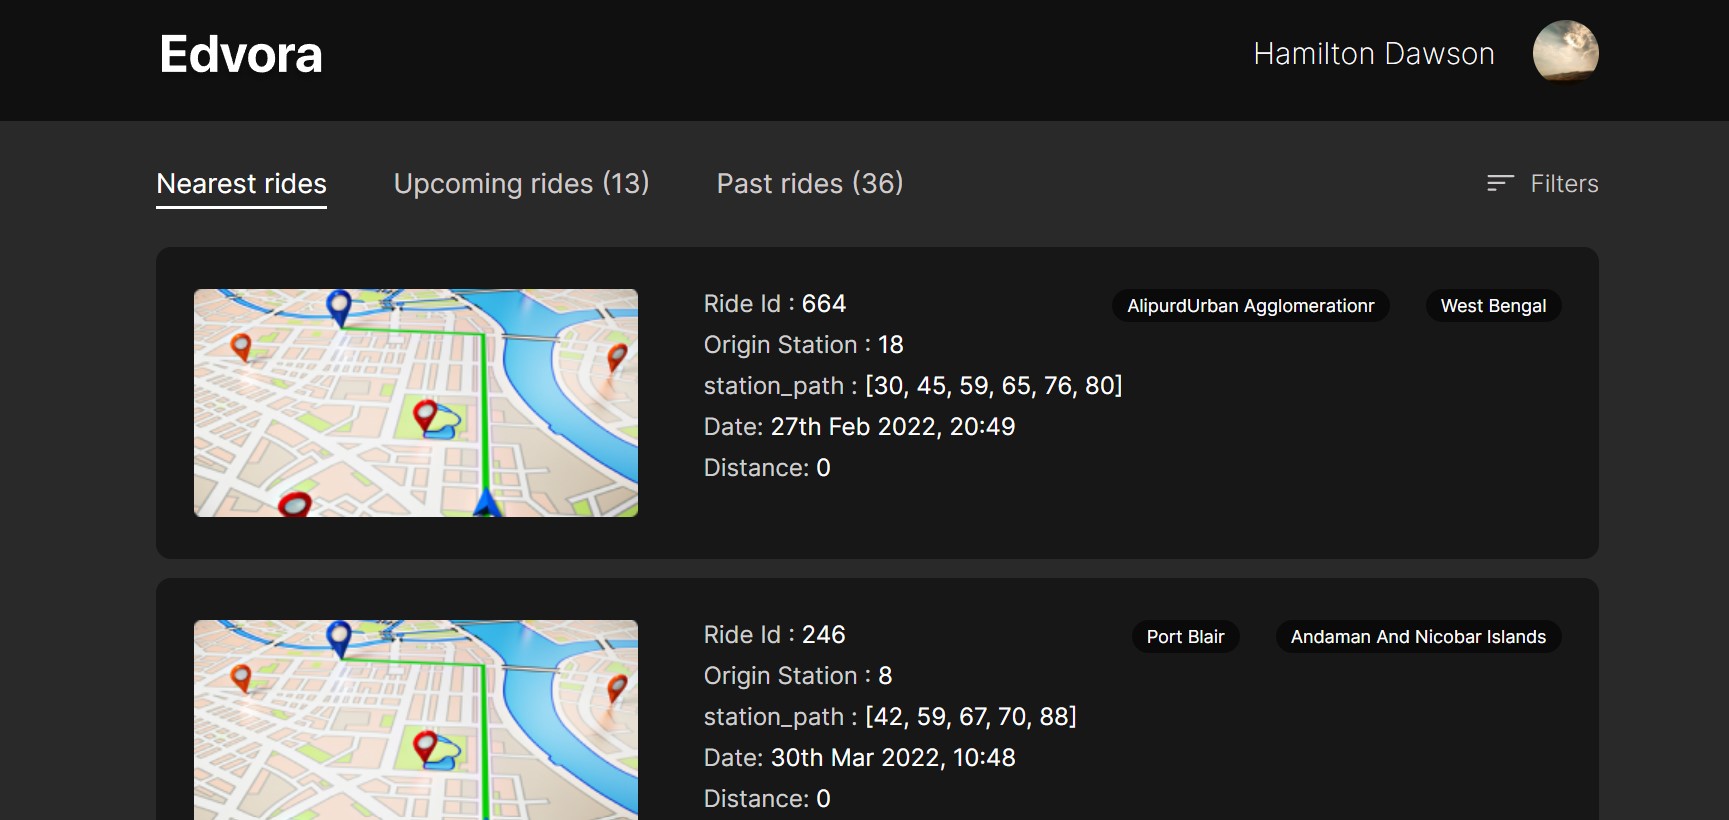 Edvora
Hamilton Dawson
Nearest rides
Upcoming rides (13)
Past rides (36)
Filters
Ride Id : 664
AlipurdUrban Agglomerationr
West Bengal
Origin Station : 18
station_path : [30, 45, 59, 65, 76, 80]
Date: 27th Feb 2022, 20:49
Distance: 0
Ride Id : 246
Port Blair
Andaman And Nicobar Islands
Origin Station : 8
station_path : [42, 59, 67, 70, 88]
Date: 30th Mar 2022, 10:48
Distance: 0